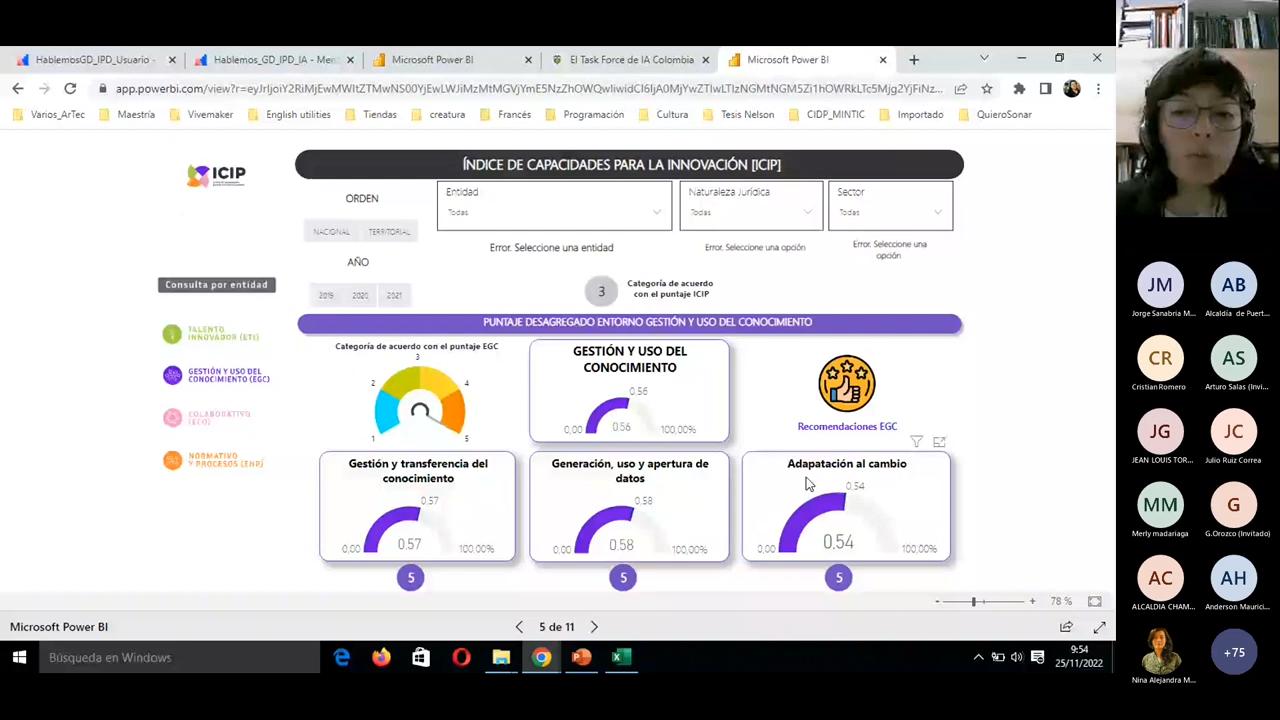 HablemosGD_IPD_Usuario -
Hablemos_GD_IPD_IA - Men
Microsoft Power BI
El Task Force de IA Colombia
Microsoft Power BI
Varios_ArTec
Maestría
Vivemaker
English utilities
Tiendas
creatura
Francés
Programación
Cultura
Tesis Nelson
CIDP_MINTIC
Importado
QuieroSonar
ICIP
ÍNDICE DE CAPACIDADES PARA LA INNOVACIÓN [ICIP]
ORDEN
NACIONAL
TERRITORIAL
Entidad
Todas
Naturaleza Jurídica
Todas
Sector
Todas
Error. Seleccione una entidad
Error. Seleccione una opción
Error. Seleccione una
opción
AÑO
2019
2020
2021
3
Categoría de acuerdo
con el puntaje ICIP
Consulta por entidad
TALENTO
INNOVADOR (ETI)
GESTIÓN Y USO DEL
CONOCIMIENTO (EGC)
COLABORATIVO
(ECO)
NORMATIVO
Y PROCESOS (ENP)
PUNTAJE DESAGREGADO ENTORNO GESTIÓN Y USO DEL CONOCIMIENTO
Categoría de acuerdo con el puntaje EGC
1
2
3
4
5
GESTIÓN Y USO DEL
CONOCIMIENTO
0.56
0.56
0,00
100,00%
Recomendaciones EGC
Gestión y transferencia del
conocimiento
0.57
0.57
0,00
100,00%
5
Generación, uso y apertura de
datos
0.58
0.58
0,00
100,00%
5
Adapatación al cambio
0.54
0.54
0,00
100,00%
5
- + 78 %
Microsoft Power BI
5 de 11
Búsqueda en Windows
9:54
25/11/2022
JM
Jorge Sanabria M...
AB
Alcaldía de Puert...
CR
Cristian Romero
AS
Arturo Salas (Invi...
JG
JEAN LOUIS TOR...
JC
Julio Ruiz Correa
MM
Merly madariaga
G
G.Orozco (Invitado)
AC
ALCALDIA CHAM...
AH
Anderson Maurici...
Nina Alejandra M...
+75